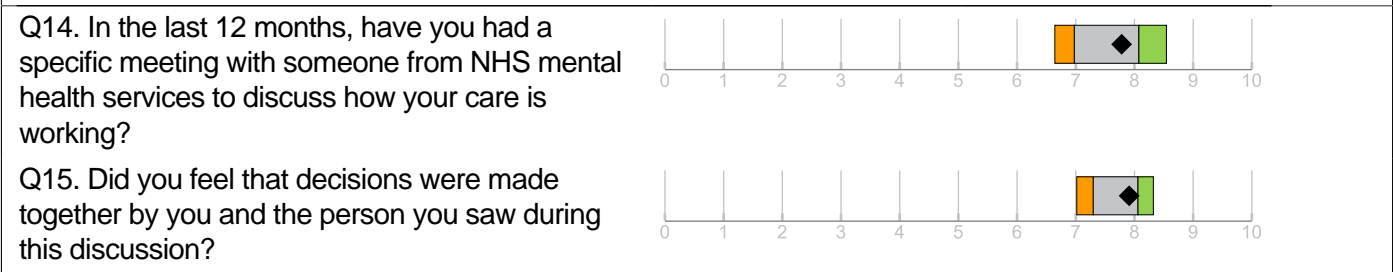 Q14. In the last 12 months, have you had a
specific meeting with someone from NHS mental
health services to discuss how your care is
working?
0 1 2 3 4 5 6 7 8 9 10
Q15. Did you feel that decisions were made
together by you and the person you saw during
this discussion?
0 1 2 3 4 5 6 7 8 9 10